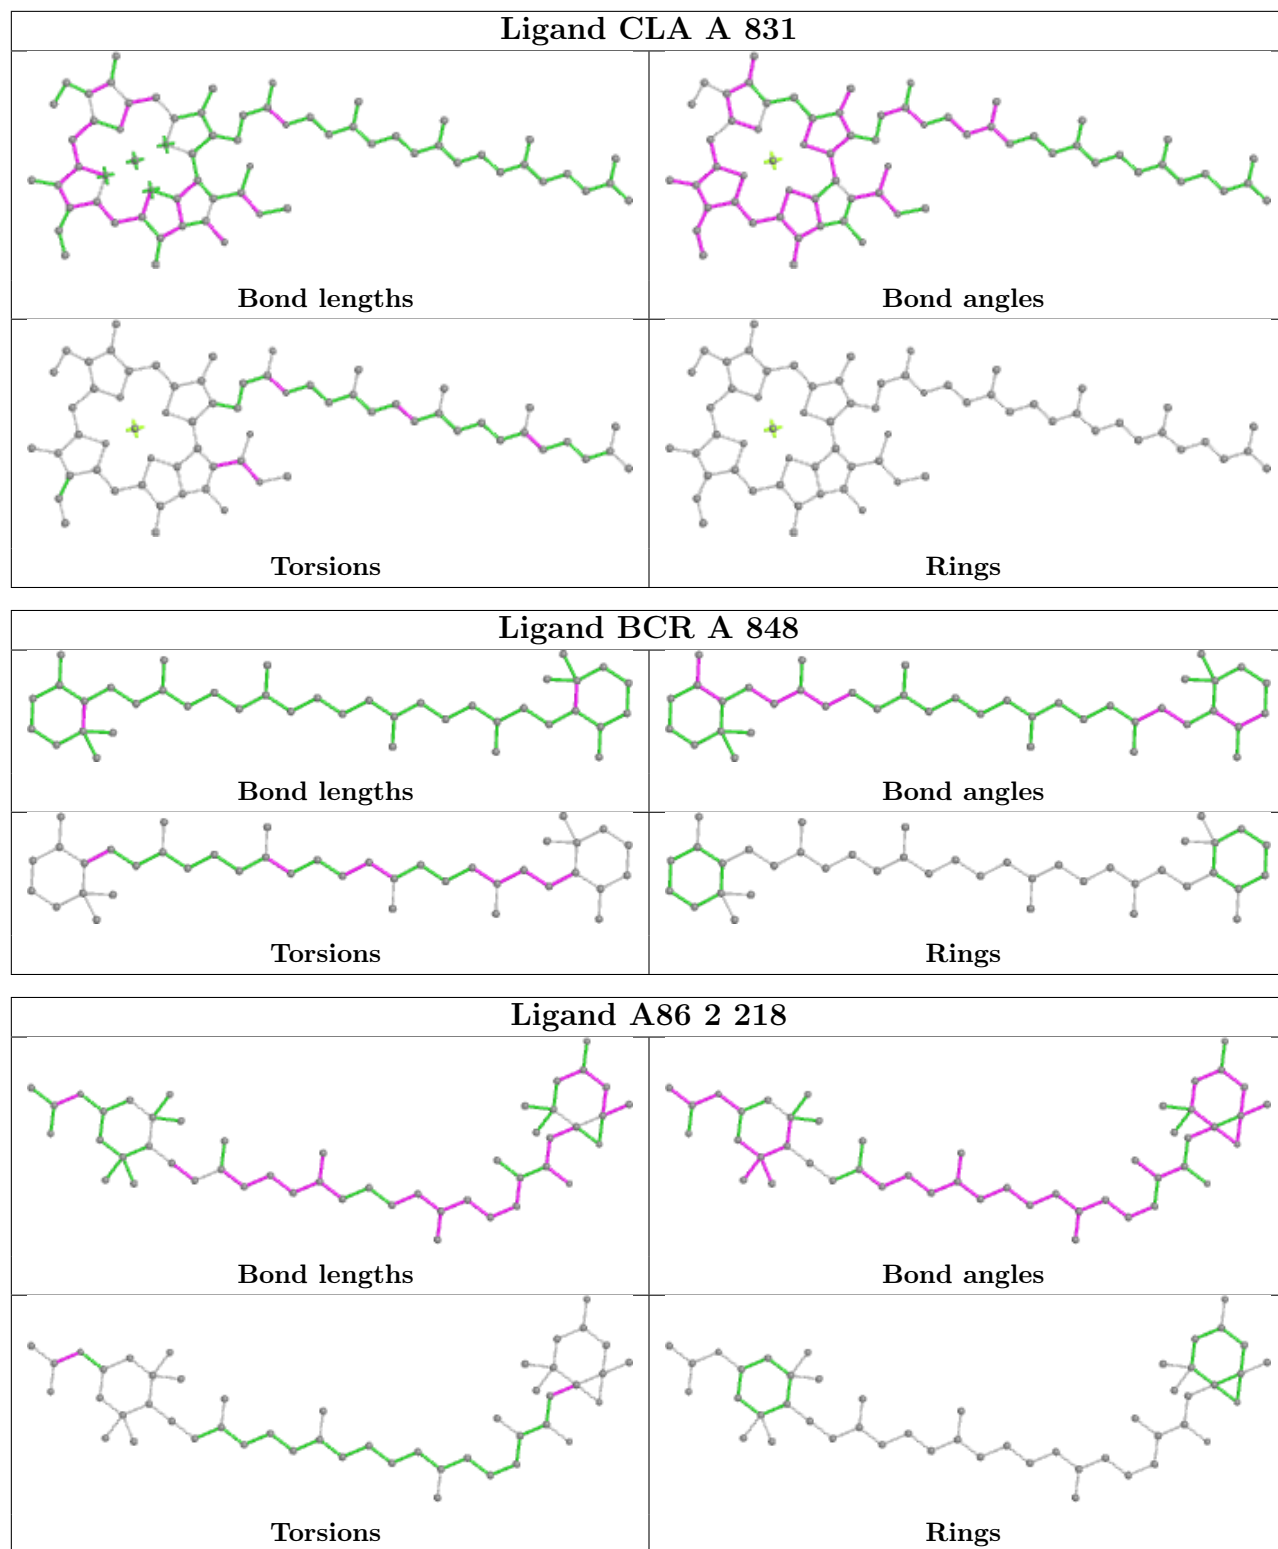 Ligand CLA A 831
Bond lengths
Bond angles
Torsions
Rings
Ligand BCR A 848
Bond lengths
Bond angles
Torsions
Rings
Ligand A86 2 218
Bond lengths
Bond angles
Torsions
Rings